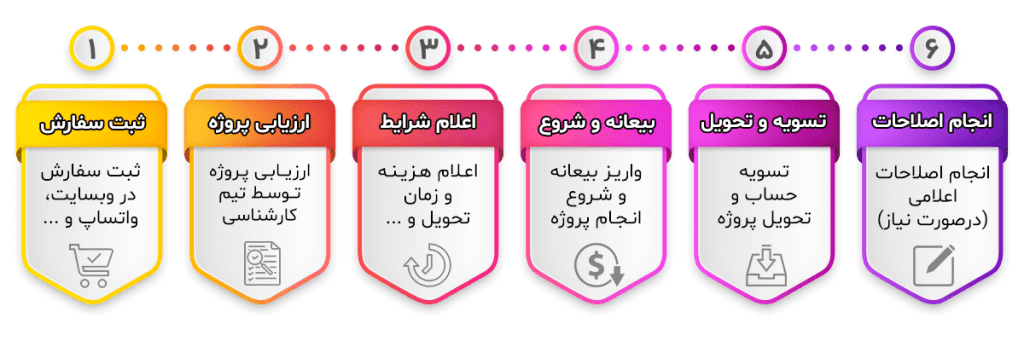 ۱
ثبت سفارش
ثبت سفارش
در وبسایت،
واتساپ و ...
۲
ارزیابی پروژه
ارزیابی پروژه
توسط تیم
کارشناسی
۳
اعلام شرایط
اعلام هزینه
و زمان
تحویل و ...
۴
بیعانه و شروع
واریز بیعانه
و شروع
انجام پروژه
$
۵
تسویه و تحویل
تسویه
حساب و
تحویل پروژه
۶
انجام اصلاحات
انجام اصلاحات
اعلامی
(درصورت نیاز)